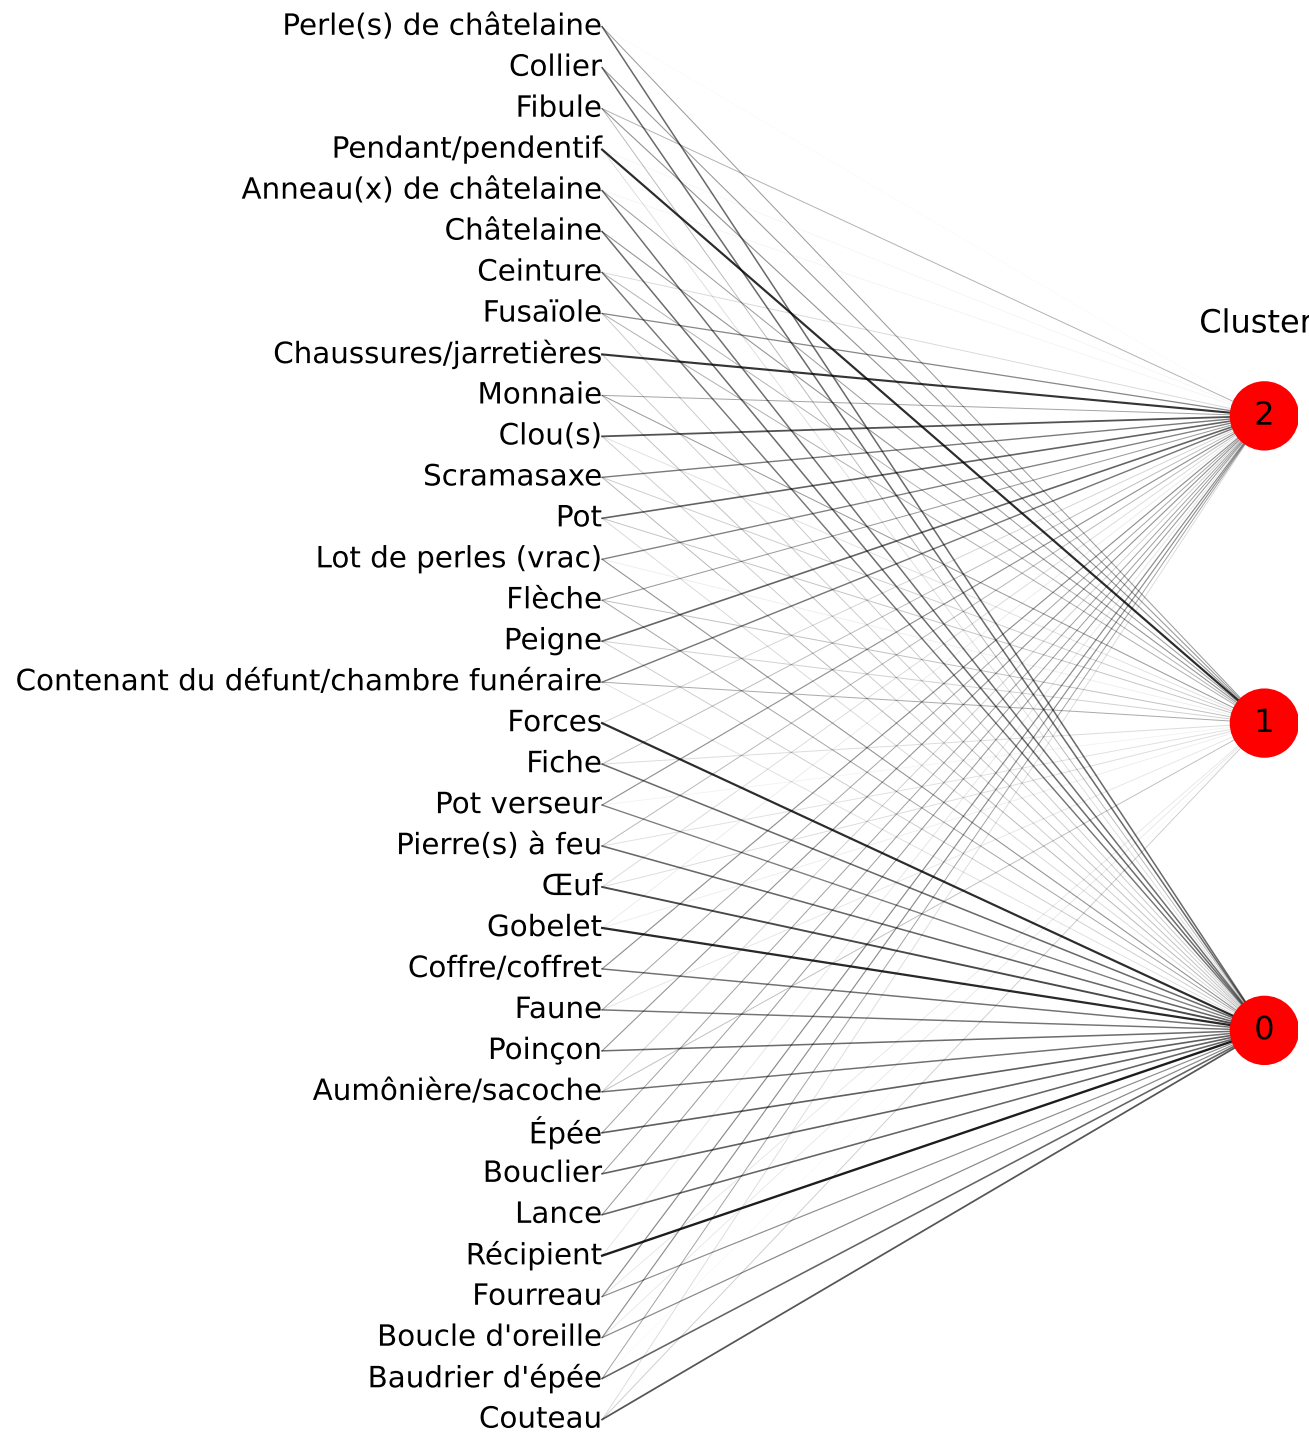 Perle(s) de châtelaine
Collier
Fibule
Pendant/pendentif
Anneau(x) de châtelaine
Châtelaine
Ceinture
Fusaïole
Cluster
Chaussures/jarretières
Monnaie
2
Clou(s)
Scramasaxe
Pot
Lot de perles (vrac)
Flèche
Peigne
Contenant du défunt/chambre funéraire
Forces
1
Fiche
Pot verseur
Pierre(s) à feu
Œuf
Gobelet
Coffre/coffret
Faune
0
Poinçon
Aumônière/sacoche
Épée
Bouclier
Lance
Récipient
Fourreau
Boucle d'oreille
Baudrier d'épée
Couteau